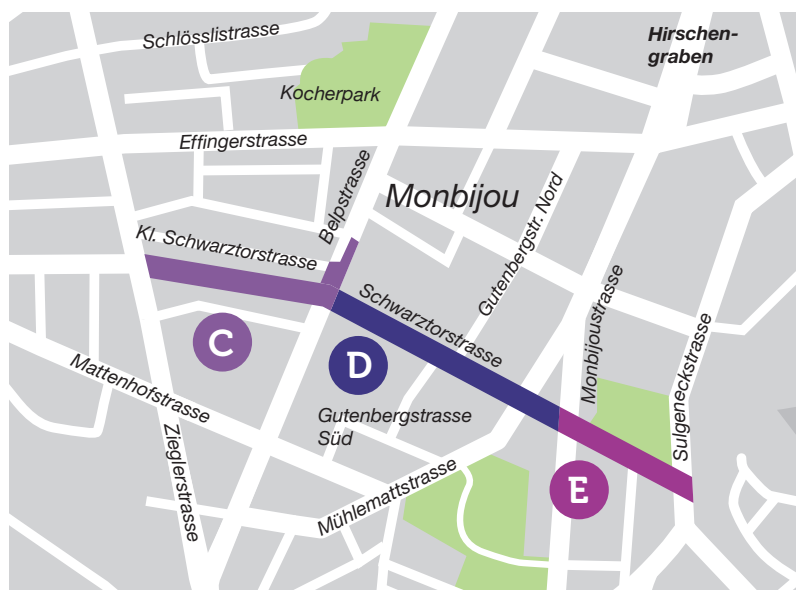 Schlösslistrasse
Hirschen-
graben
Kocherpark
Effingerstrasse
Belpstrasse
Monbijou
Gutenbergstr. Nord
Kl. Schwarztorstrasse
Schwarztorstrasse
Monbijoustrasse
Sulgeneckstrasse
C
D
Mattenhofstrasse
Gutenbergstrasse
Süd
Zieglerstrasse
Mühlemattstrasse
E